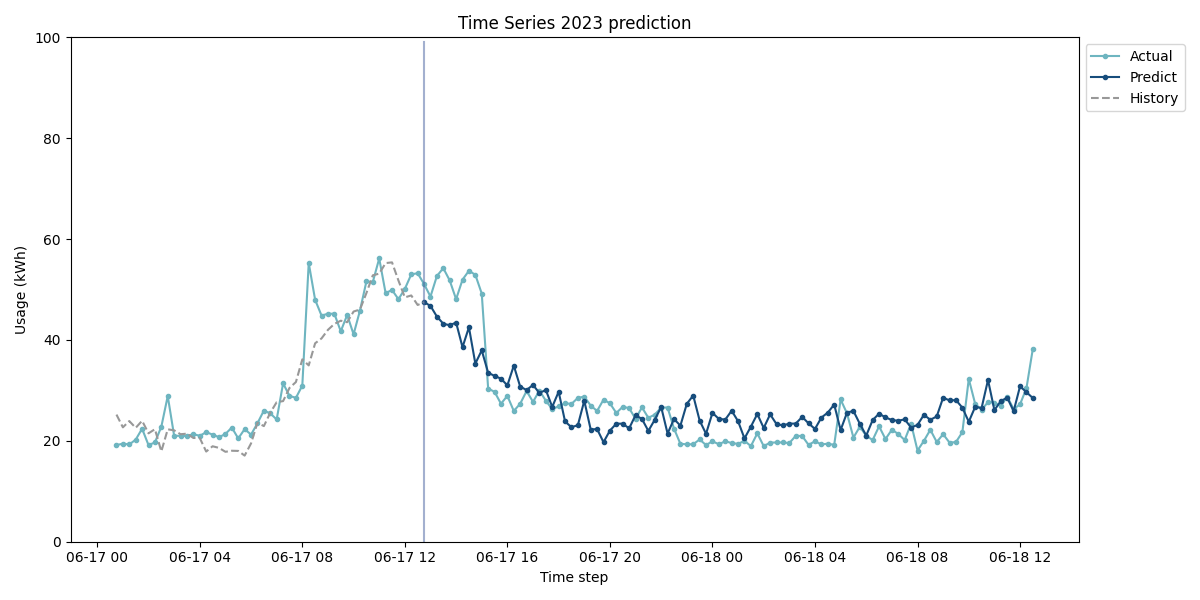 Time Series 2023 prediction
100
80
60
40
20
0
Usage (kWh)
06-17 00
06-17 04
06-17 08
06-17 12
06-17 16
06-17 20
06-18 00
06-18 04
06-18 08
06-18 12
Time step
Actual
Predict
History